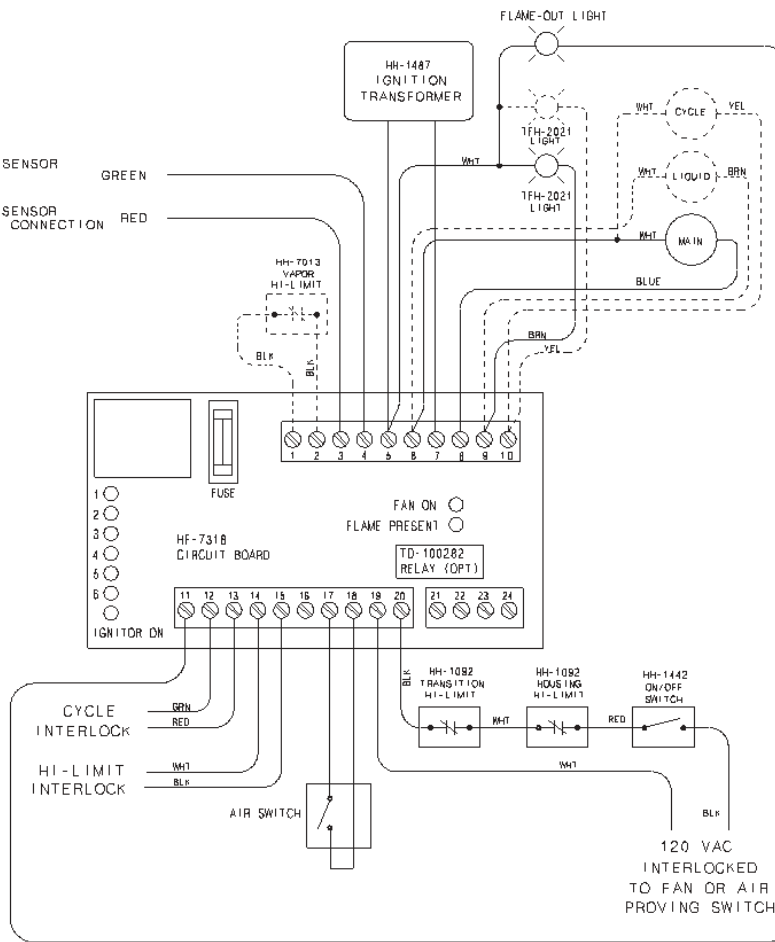 FLAME-OUT LIGHT
HH-1487
IGNITION
TRANSFORMER
WHT
CYCLE
YEL
TFH-2021
LIGHT
SENSOR
GREEN
WHT
TFH-2021
LIGHT
WHT
LIQUID
BRN
SENSOR
CONNECTION
RED
WHT
MAIN
HH-7013
VAPOR
HI-LIMIT
BLUE
BRN
YEL
BLK
BLK
1 2 3 4 5 6 7 8 9 10
FUSE
1
2
3
4
5
6
IGNITOR ON
FAN ON
FLAME PRESENT
HF-7318
CIRCUIT BOARD
TD-100282
RELAY (OPT)
11 12 13 14 15 16 17 18 19 20
21 22 23 24
BLK
HH-1092
TRANSITION
HI-LIMIT
HH-1092
HOUSING
HI-LIMIT
HH-1442
ON/OFF
SWITCH
CYCLE
INTERLOCK
GRN
RED
WHT
RED
HI-LIMIT
INTERLOCK
WHT
BLK
WHT
AIR SWITCH
BLK
120 VAC
INTERLOCKED
TO FAN OR AIR
PROVING SWITCH